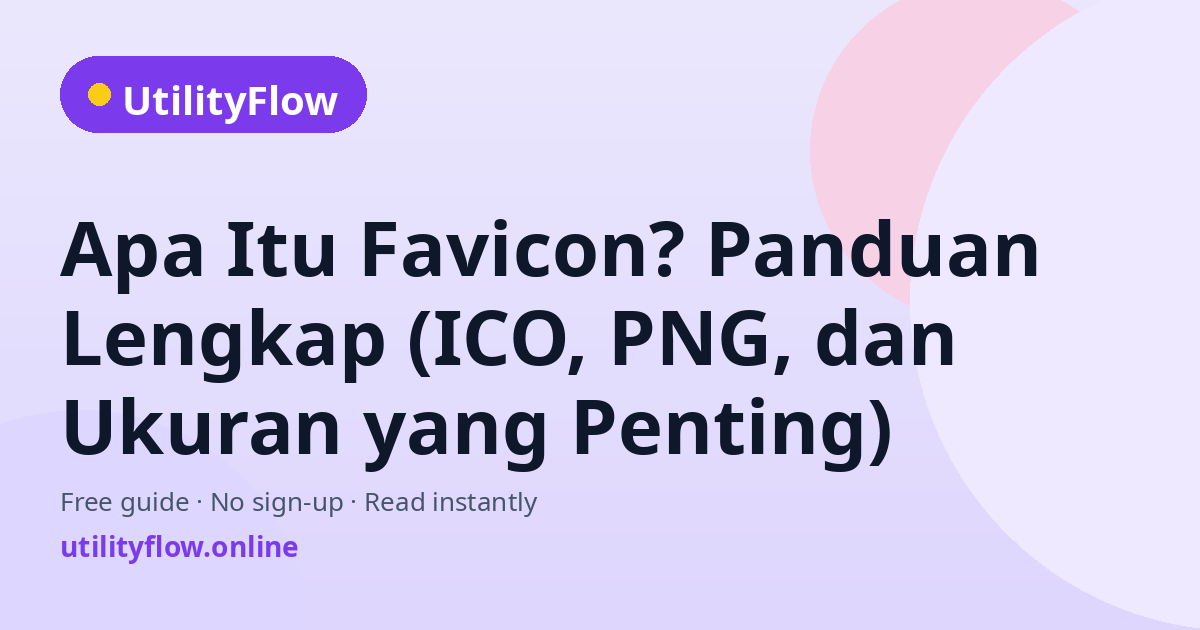 UtilityFlow
Apa Itu Favicon? Panduan
Lengkap (ICO, PNG, dan
Ukuran yang Penting)
Free guide · No sign-up · Read instantly
utilityflow.online